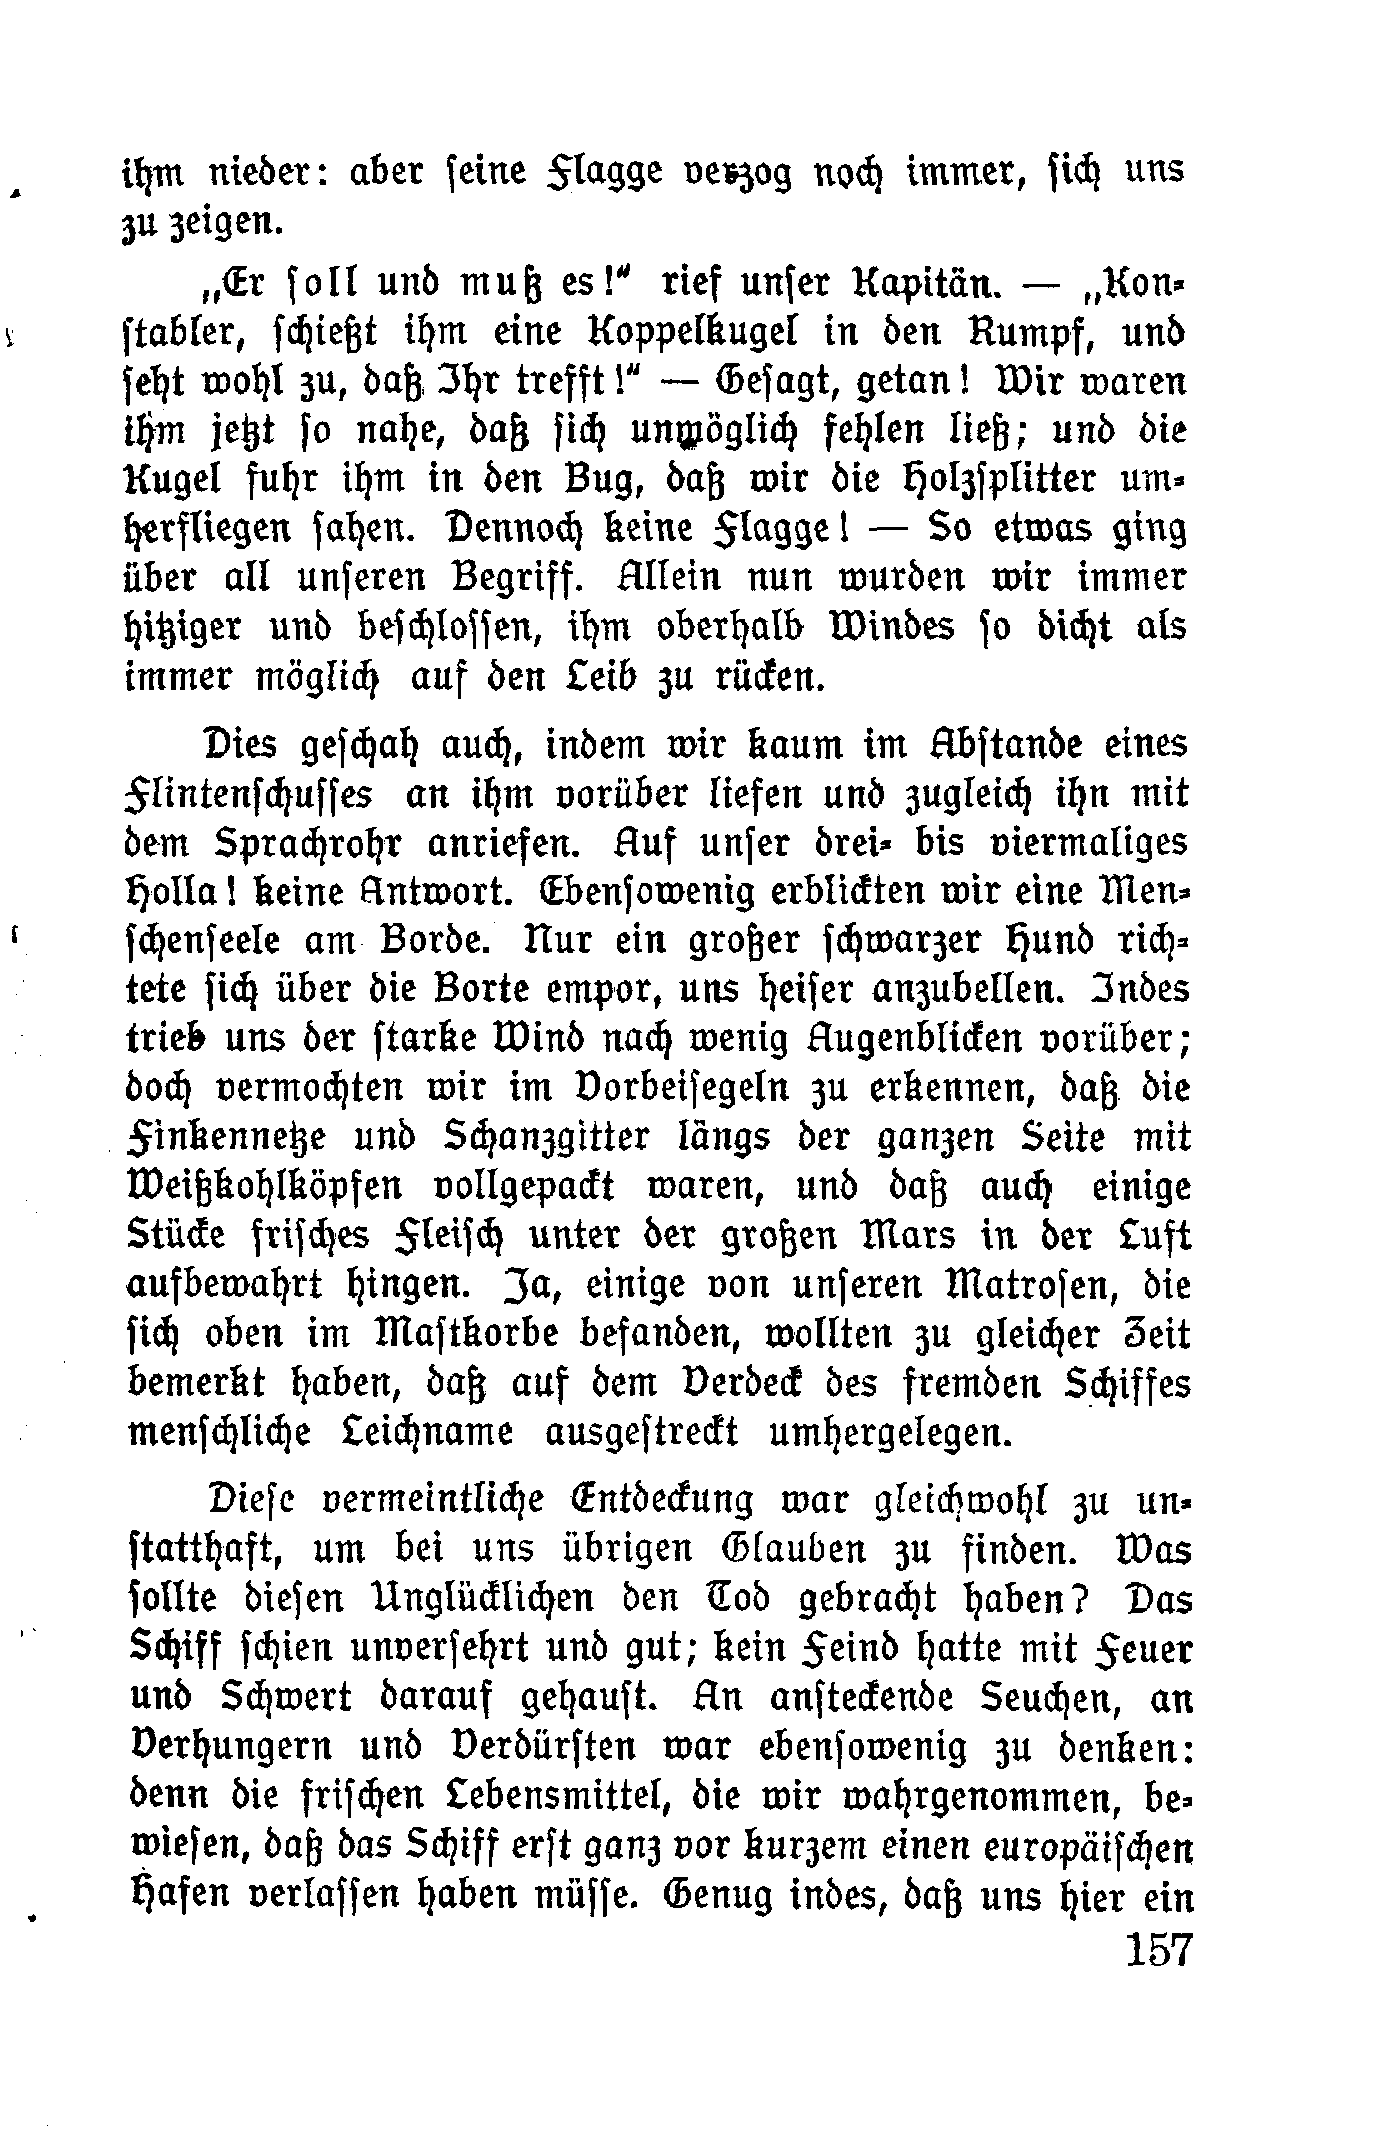 ihm nieder: aber seine Flagge verzog noch immer, sich uns
zu zeigen.
„Er soll und muß es!“ rief unser Kapitän. — „Kon-
stabler, schießt ihm eine Koppelkugel in den Rumpf, und
seht wohl zu, daß Ihr trefft!“ — Gesagt, getan! Wir waren
ihm jetzt so nahe, daß sich unmöglich fehlen ließ; und die
Kugel fuhr ihm in den Bug, daß wir die Holzsplitter um-
herfliegen sahen. Dennoch keine Flagge! — So etwas ging
über all unseren Begriff. Allein nun wurden wir immer
hitziger und beschlossen, ihm oberhalb Windes so dicht als
immer möglich auf den Leib zu rücken.
Dies geschah auch, indem wir kaum im Abstande eines
Flintenschusses an ihm vorüber liefen und zugleich ihn mit
dem Sprachrohr anriefen. Auf unser drei- bis viermaliges
Holla! keine Antwort. Ebensowenig erblickten wir eine Men-
schenseele am Borde. Nur ein großer schwarzer Hund rich-
tete sich über die Borte empor, uns heiser anzubellen. Indes
trieb uns der starke Wind nach wenig Augenblicken vorüber;
doch vermochten wir im Vorbeisegeln zu erkennen, daß die
Finkennetze und Schanzgitter längs der ganzen Seite mit
Weißkohlköpfen vollgepackt waren, und daß auch einige
Stücke frisches Fleisch unter der großen Mars in der Luft
aufbewahrt hingen. Ja, einige von unseren Matrosen, die
sich oben im Mastkorbe befanden, wollten zu gleicher Zeit
bemerkt haben, daß auf dem Verdeck des fremden Schiffes
menschliche Leichname ausgestreckt umhergelegen.
Diese vermeintliche Entdeckung war gleichwohl zu un-
statthaft, um bei uns übrigen Glauben zu finden. Was
sollte diesen Unglücklichen den Tod gebracht haben? Das
Schiff schien unversehrt und gut; kein Feind hatte mit Feuer
und Schwert darauf gehaust. An ansteckende Seuchen, an
Verhungern und Verdürsten war ebensowenig zu denken:
denn die frischen Lebensmittel, die wir wahrgenommen, be-
wiesen, daß das Schiff erst ganz vor kurzem einen europäischen
Hafen verlassen haben müsse. Genug indes, daß uns hier ein
157